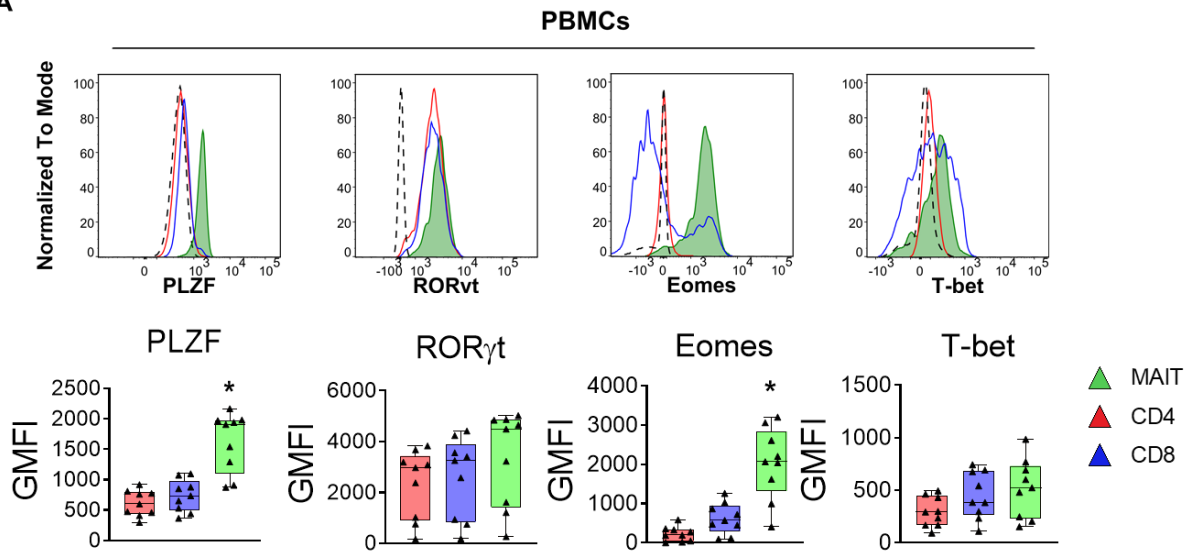 A
PBMCs
Normalized To Mode
100
80
60
40
20
0
0 10³ 10⁴ 10⁵
PLZF
100
80
60
40
20
0
-10³ 10³ 10⁴ 10⁵
RORvt
100
80
60
40
20
0
-10³ 0 10³ 10⁴ 10⁵
Eomes
100
80
60
40
20
0
-10³ 0 10³ 10⁴ 10⁵
T-bet
PLZF
GMFI
2500
2000
1500
1000
500
0
*
RORγt
GMFI
6000
4000
2000
0
Eomes
GMFI
4000
3000
2000
1000
0
*
T-bet
GMFI
1500
1000
500
0
MAIT
CD4
CD8